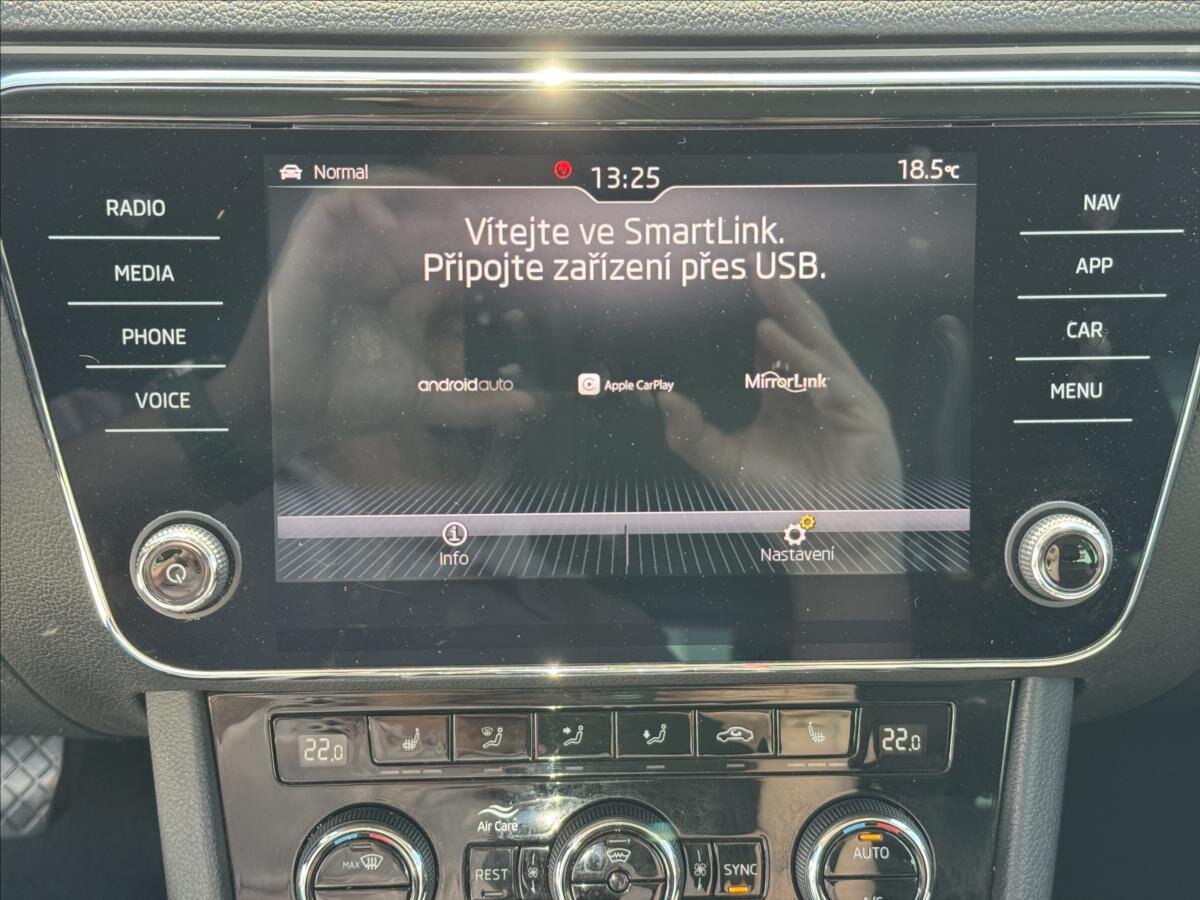 Normal
13:25
18.5°C
RADIO
MEDIA
PHONE
VOICE
Vítejte ve SmartLink.
Připojte zařízení přes USB.
androidauto
Apple CarPlay
MirrorLink
Info
Nastavení
NAV
APP
CAR
MENU
22.0
22.0
Air Care
MAX
REST
SYNC
AUTO